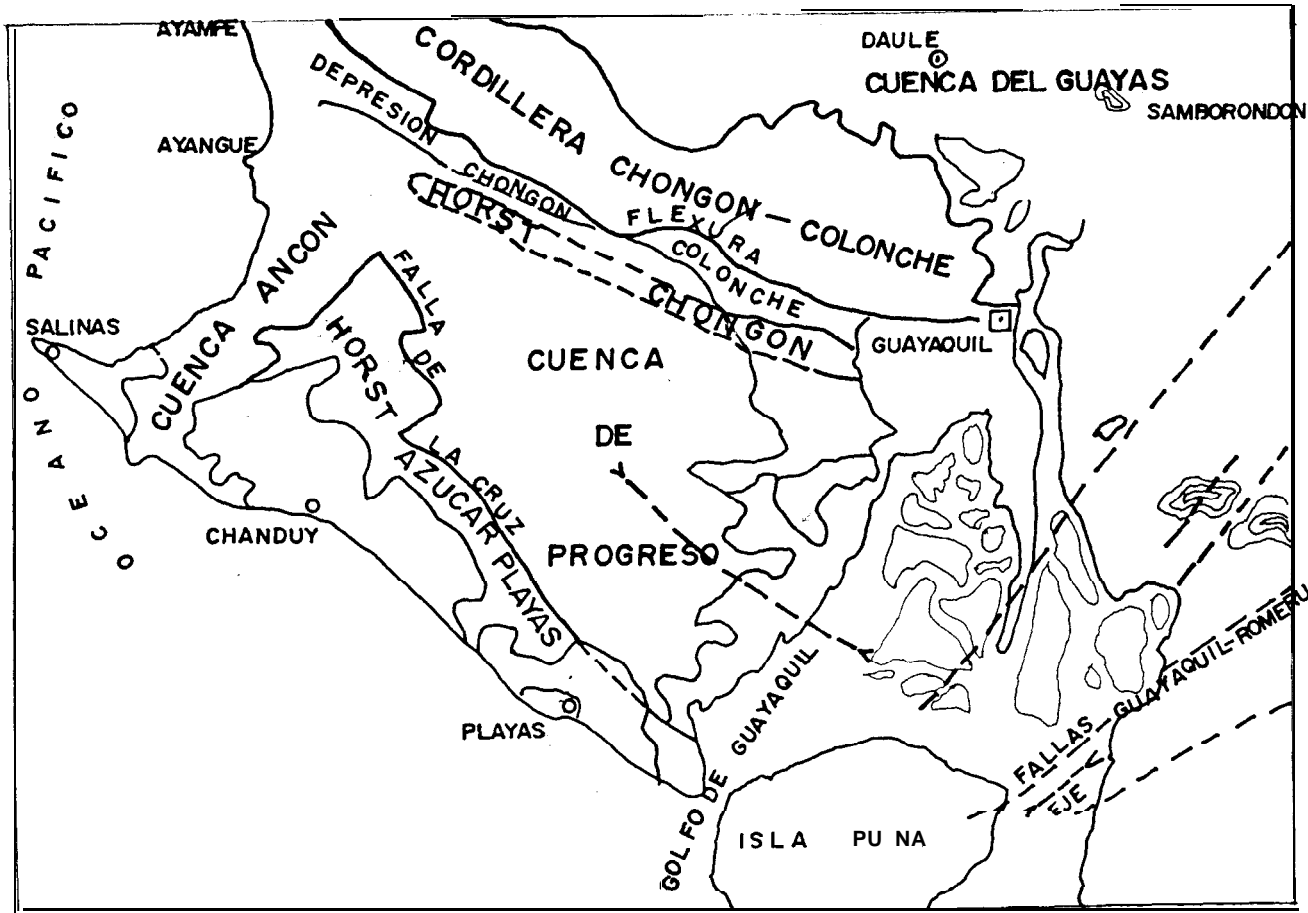 AYAMPE
CORDILLERA CHONGON-COLONCHE
DAULE
CUENCA DEL GUAYAS
SAMBORONDON
DEPRESION CHONGON COLONCHE
AYANGUE
HORST CHONGON
FLEXURA
OCEANO PACIFICO
CUENCA ANCON
FALLA DE LA CRUZ
SALINAS
HORST AZUCAR PLAYAS
CUENCA
DE
PROGRESO
GUAYAQUIL
CHANDUY
PLAYAS
GOLFO DE GUAYAQUIL
FALLAS GUAYAQUIL-ROMERU
EJE
ISLA PUNA